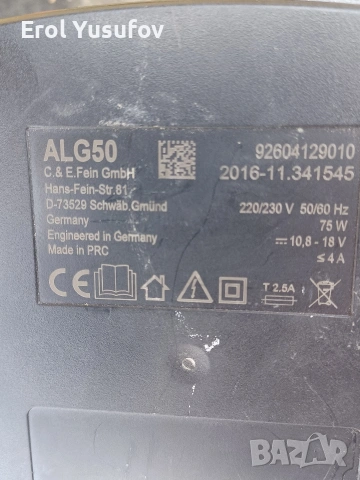 Erol Yusufov
ALG50
92604129010
C. & E. Fein GmbH
2016-11.341545
Hans-Fein-Str.81
D-73529 Schwäb.Gmünd
220/230 V 50/60 Hz
Germany
75 W
Engineered in Germany
10,8 - 18 V
Made in PRC
≤ 4 A
CE
T 2.5A
BAZAR